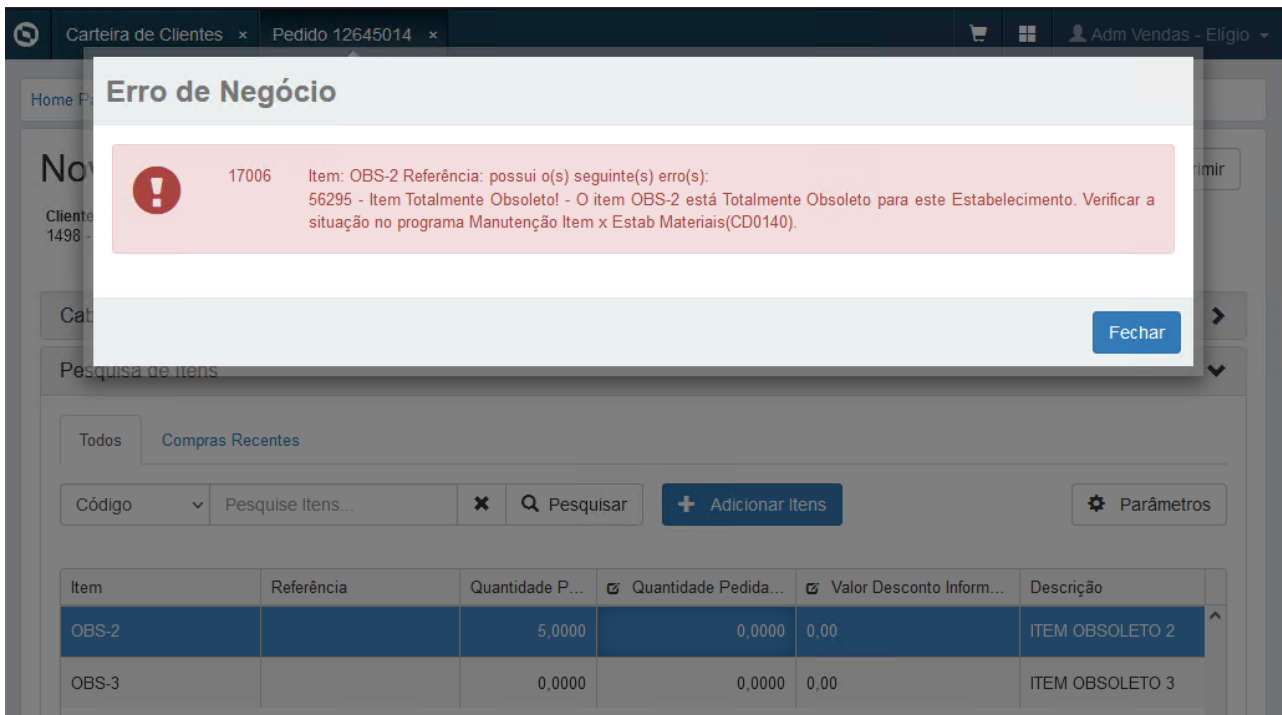 Carteira de Clientes ×
Pedido 12645014 ×
Adm Vendas - Elígio
Erro de Negócio
17006
Item: OBS-2 Referência: possui o(s) seguinte(s) erro(s):
56295 - Item Totalmente Obsoleto! - O item OBS-2 está Totalmente Obsoleto para este Estabelecimento. Verificar a
situação no programa Manutenção Item x Estab Materiais(CD0140).
Fechar
Home
Cliente
1498 -
Pesquisa de Itens
Todos
Compras Recentes
Código
Pesquise Itens...
Pesquisar
Adicionar Itens
Parâmetros
Item Referência Quantidade P... Quantidade Pedida... Valor Desconto Inform... Descrição
OBS-2 5,0000 0,0000 0,00 ITEM OBSOLETO 2
OBS-3 0,0000 0,0000 0,00 ITEM OBSOLETO 3